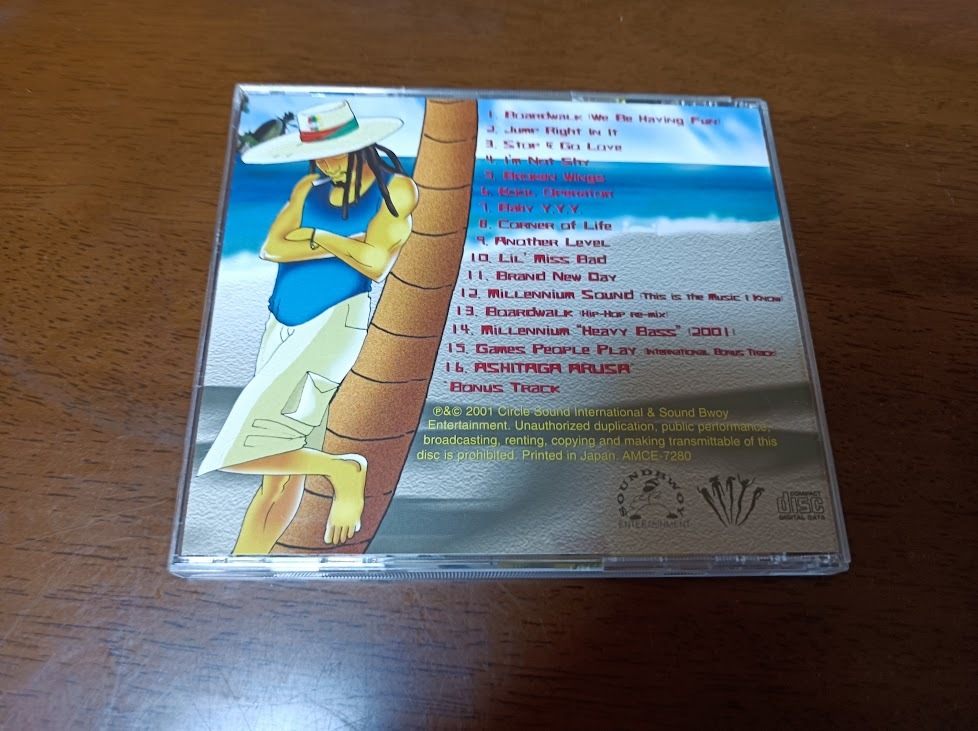 1. Boardwalk (We Be Having Fun)
2. Jump Right In It
3. Stop & Go Love
4. I'm Not Shy
5. Broken Wings
6. Operator
7. Baby Y.Y.Y.
8. Corner of Life
9. Another Level
10. Lil' Miss Bad
11. Brand New Day
12. Millennium Sound (This is the Music I Know)
13. Boardwalk (Hip-Hop re-mix)
14. Millennium "Heavy Bass" (2001)
15. Games People Play (International Bonus Track)
16. ASHITAGA ARUSA*
*Bonus Track
℗&© 2001 Circle Sound International & Sound Bwoy
Entertainment. Unauthorized duplication, public performance,
broadcasting, renting, copying and making transmittable of this
disc is prohibited. Printed in Japan. AMCE-7280
SOUNDBWOY
ENTERTAINMENT
COMPACT
disc
DIGITAL DATA